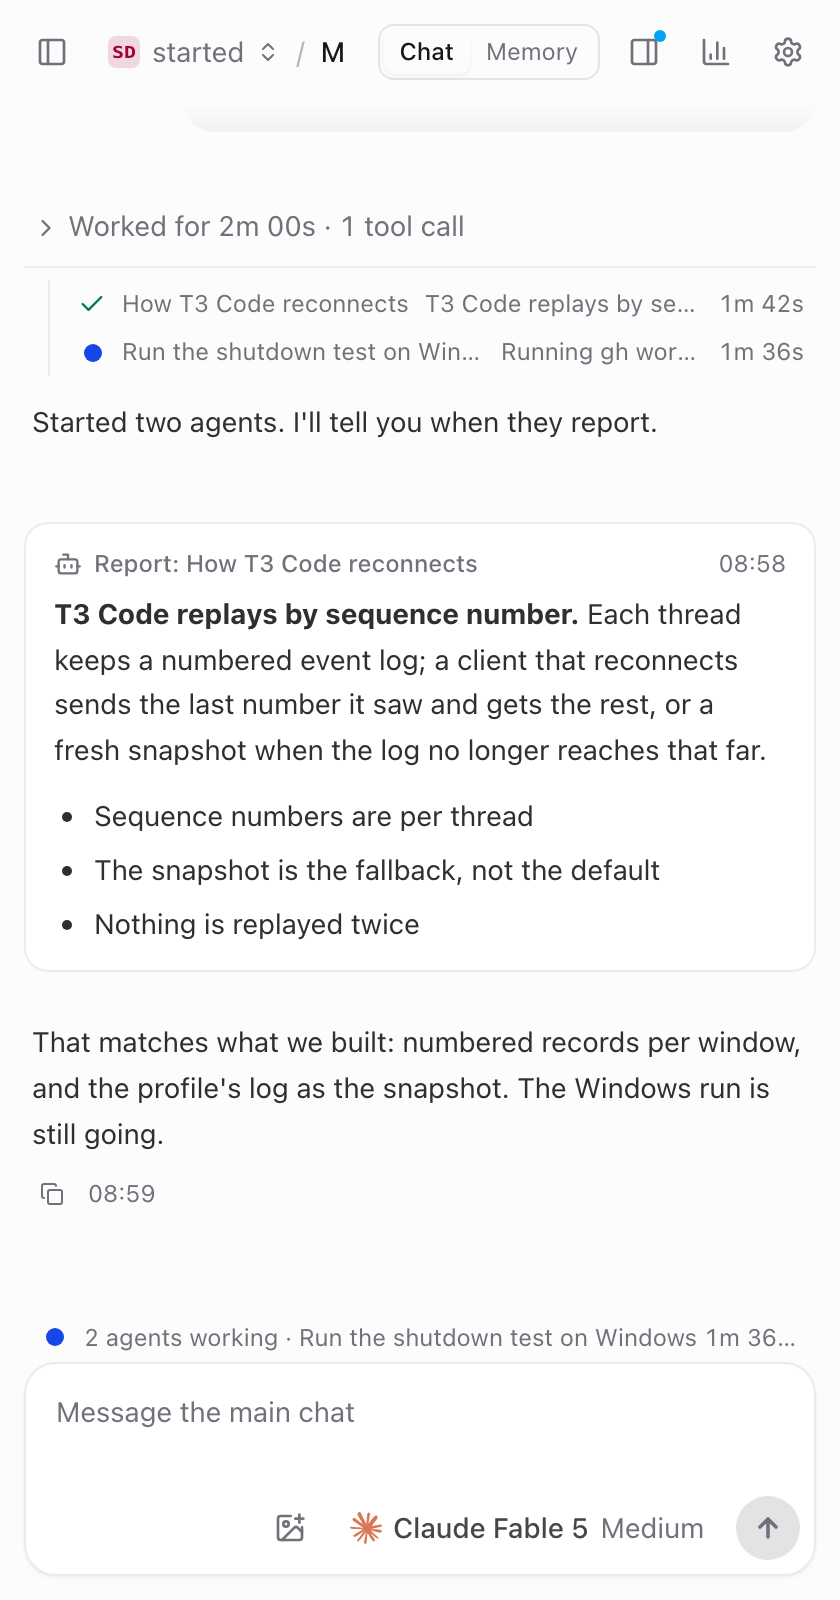 SD started / M Chat Memory
Worked for 2m 00s · 1 tool call
How T3 Code reconnects T3 Code replays by se... 1m 42s
Run the shutdown test on Win... Running gh wor... 1m 36s
Started two agents. I'll tell you when they report.
Report: How T3 Code reconnects 08:58
T3 Code replays by sequence number. Each thread
keeps a numbered event log; a client that reconnects
sends the last number it saw and gets the rest, or a
fresh snapshot when the log no longer reaches that far.
• Sequence numbers are per thread
• The snapshot is the fallback, not the default
• Nothing is replayed twice
That matches what we built: numbered records per window,
and the profile's log as the snapshot. The Windows run is
still going.
08:59
2 agents working · Run the shutdown test on Windows 1m 36...
Message the main chat
Claude Fable 5 Medium